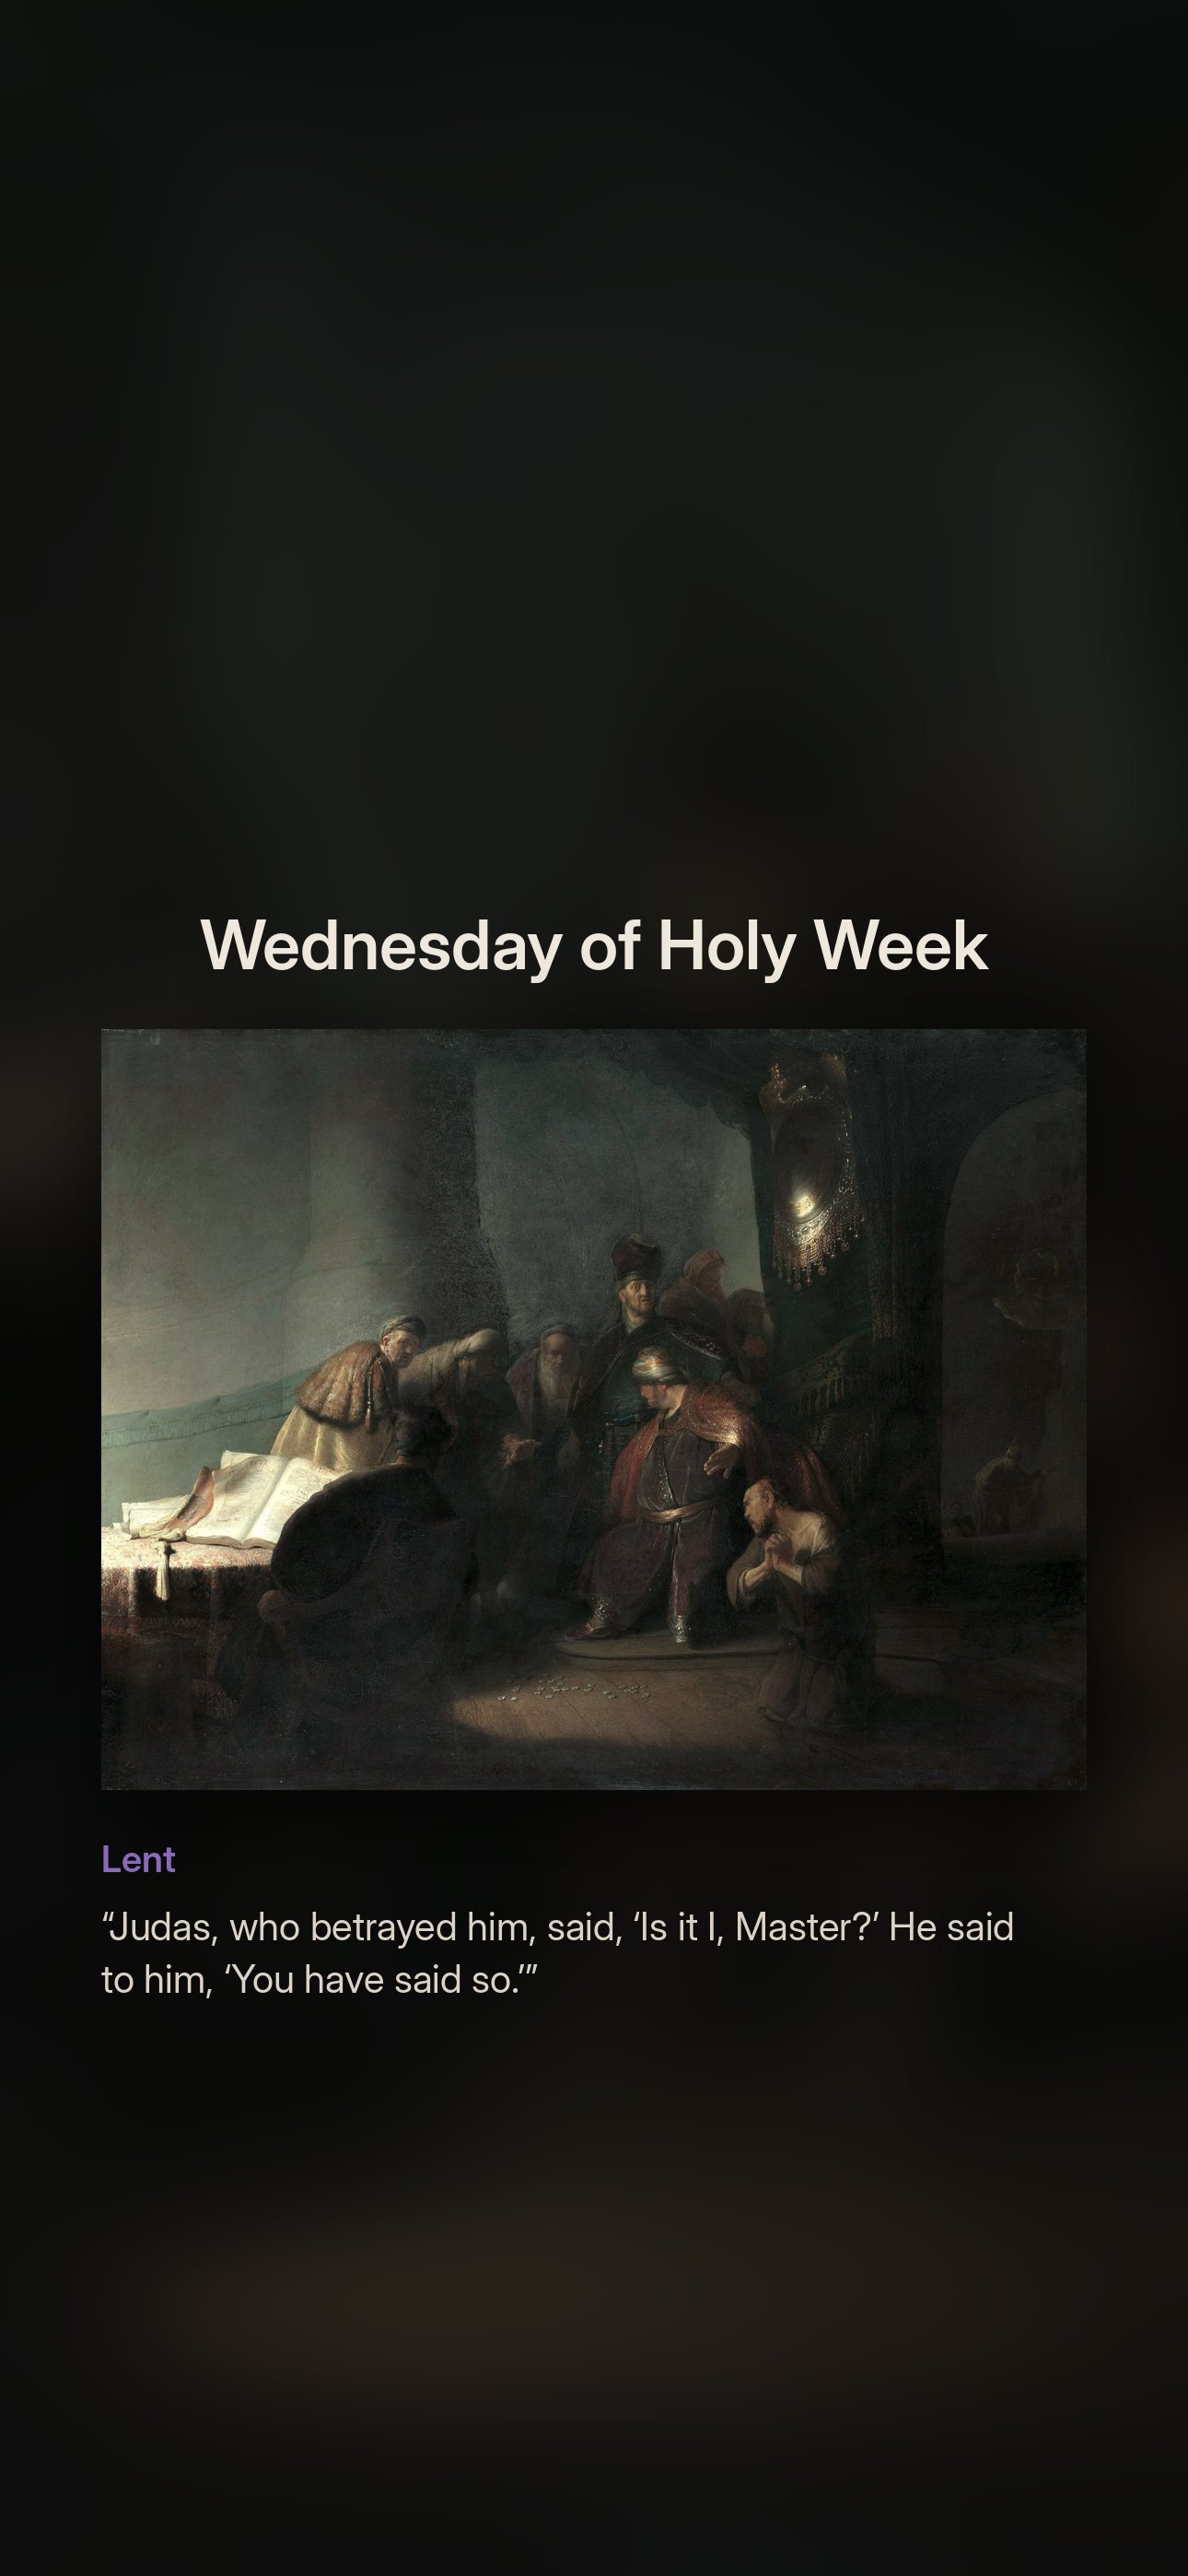 Wednesday of Holy Week
Lent
“Judas, who betrayed him, said, ‘Is it I, Master?’ He said
to him, ‘You have said so.’”